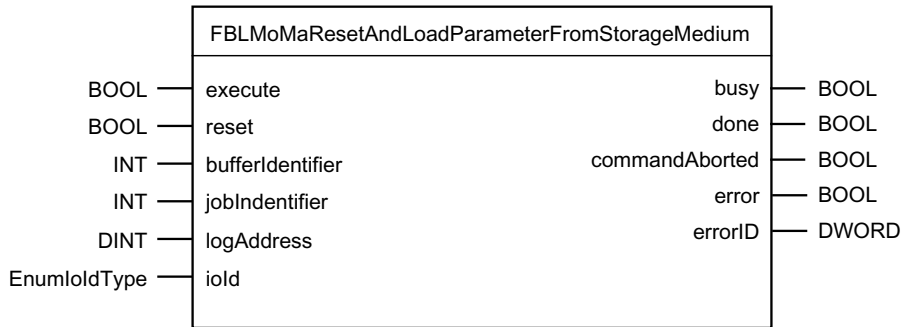 FBLMoMaResetAndLoadParameterFromStorageMedium
BOOL execute busy BOOL
BOOL reset done BOOL
INT bufferIdentifier commandAborted BOOL
INT jobIndentifier error BOOL
DINT logAddress errorID DWORD
EnumIoIdType ioId